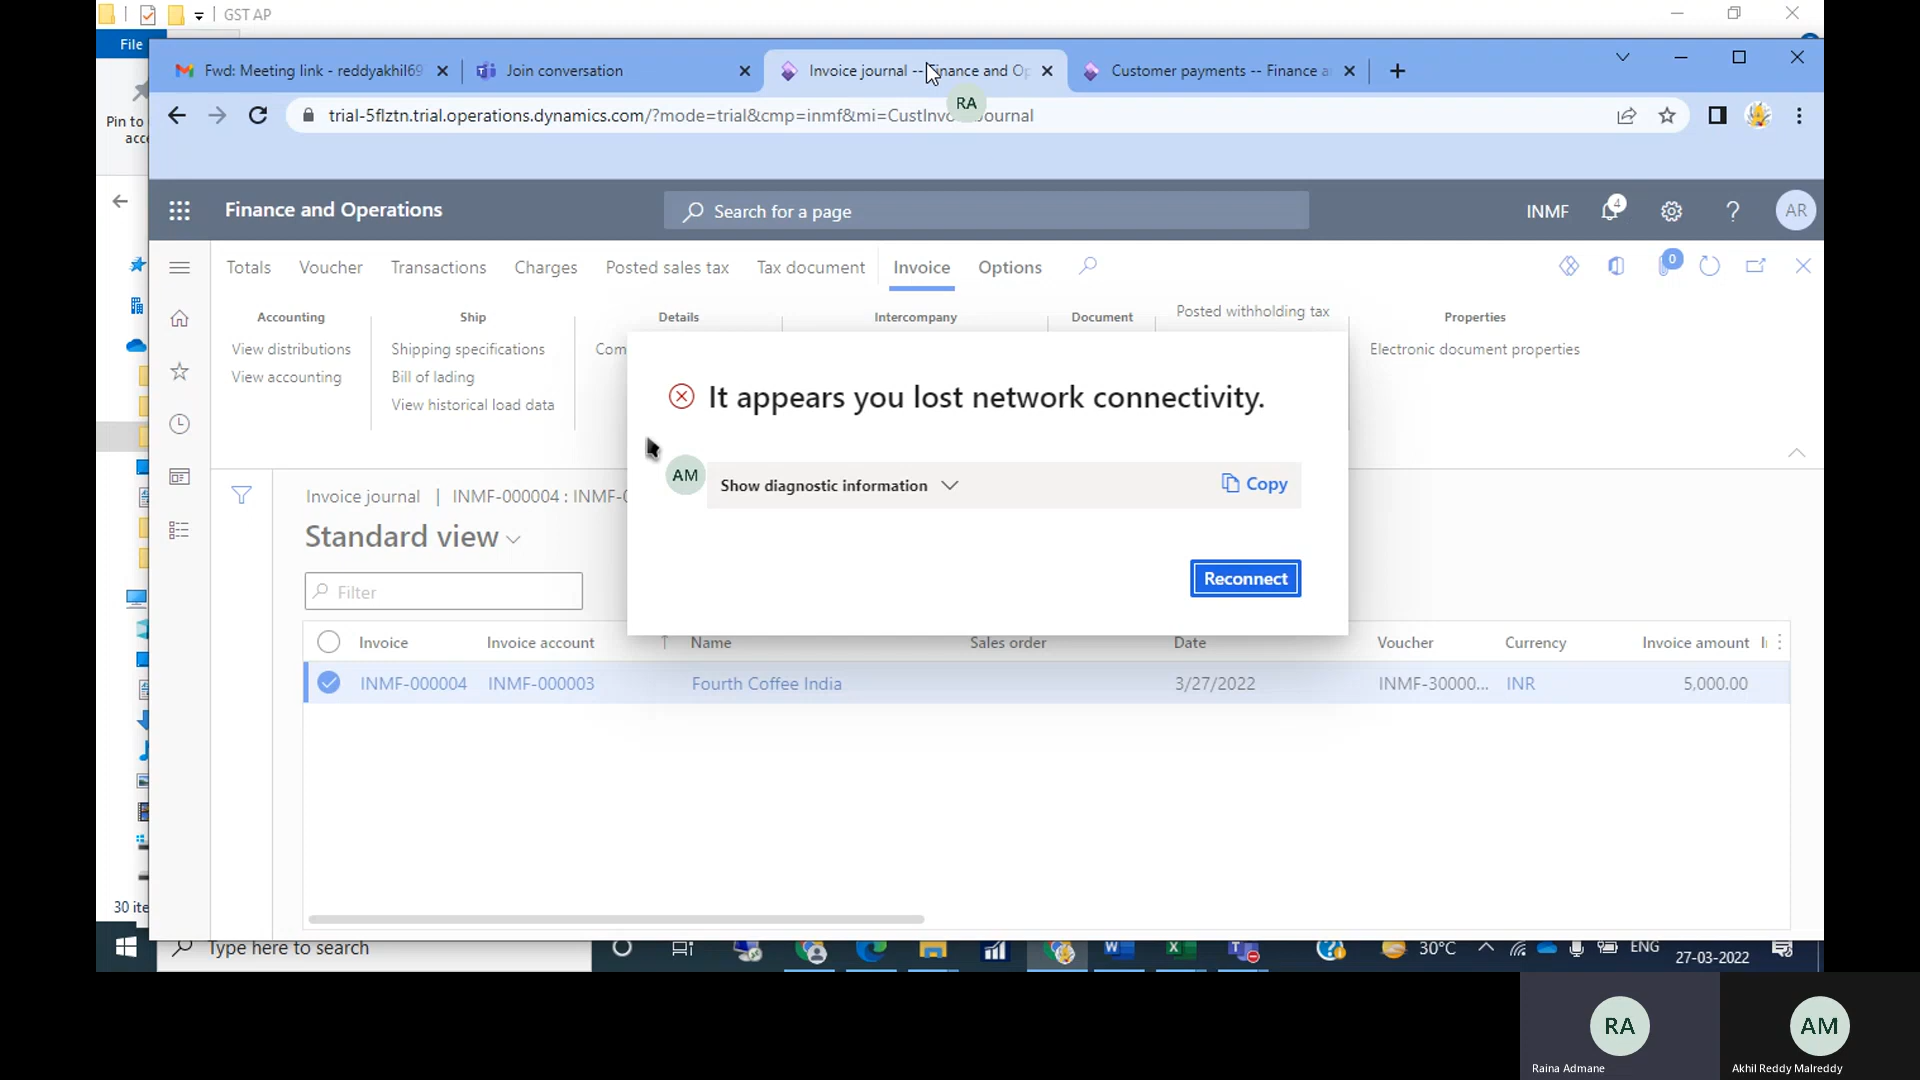 GST AP
File
Fwd: Meeting link - reddyakhil69
Join conversation
Invoice journal -- Finance and Op
Customer payments -- Finance a
RA
trial-5flztn.trial.operations.dynamics.com/?mode=trial&cmp=inmf&mi=CustInvo Journal
Pin to
acc
Finance and Operations
Search for a page
INMF
4
?
AR
Totals
Voucher
Transactions
Charges
Posted sales tax
Tax document
Invoice
Options
0
Accounting
View distributions
View accounting
Ship
Shipping specifications
Bill of lading
View historical load data
Details
Com
Intercompany
Document
Posted withholding tax
Properties
Electronic document properties
It appears you lost network connectivity.
AM
Show diagnostic information
Copy
Reconnect
Invoice journal | INMF-000004 : INMF-0
Standard view
Filter
Invoice Invoice account Name Sales order Date Voucher Currency Invoice amount
INMF-000004 INMF-000003 Fourth Coffee India 3/27/2022 INMF-30000... INR 5,000.00
30 ite
Type here to search
30°C
ENG
27-03-2022
RA
Raina Admane
AM
Akhil Reddy Malreddy